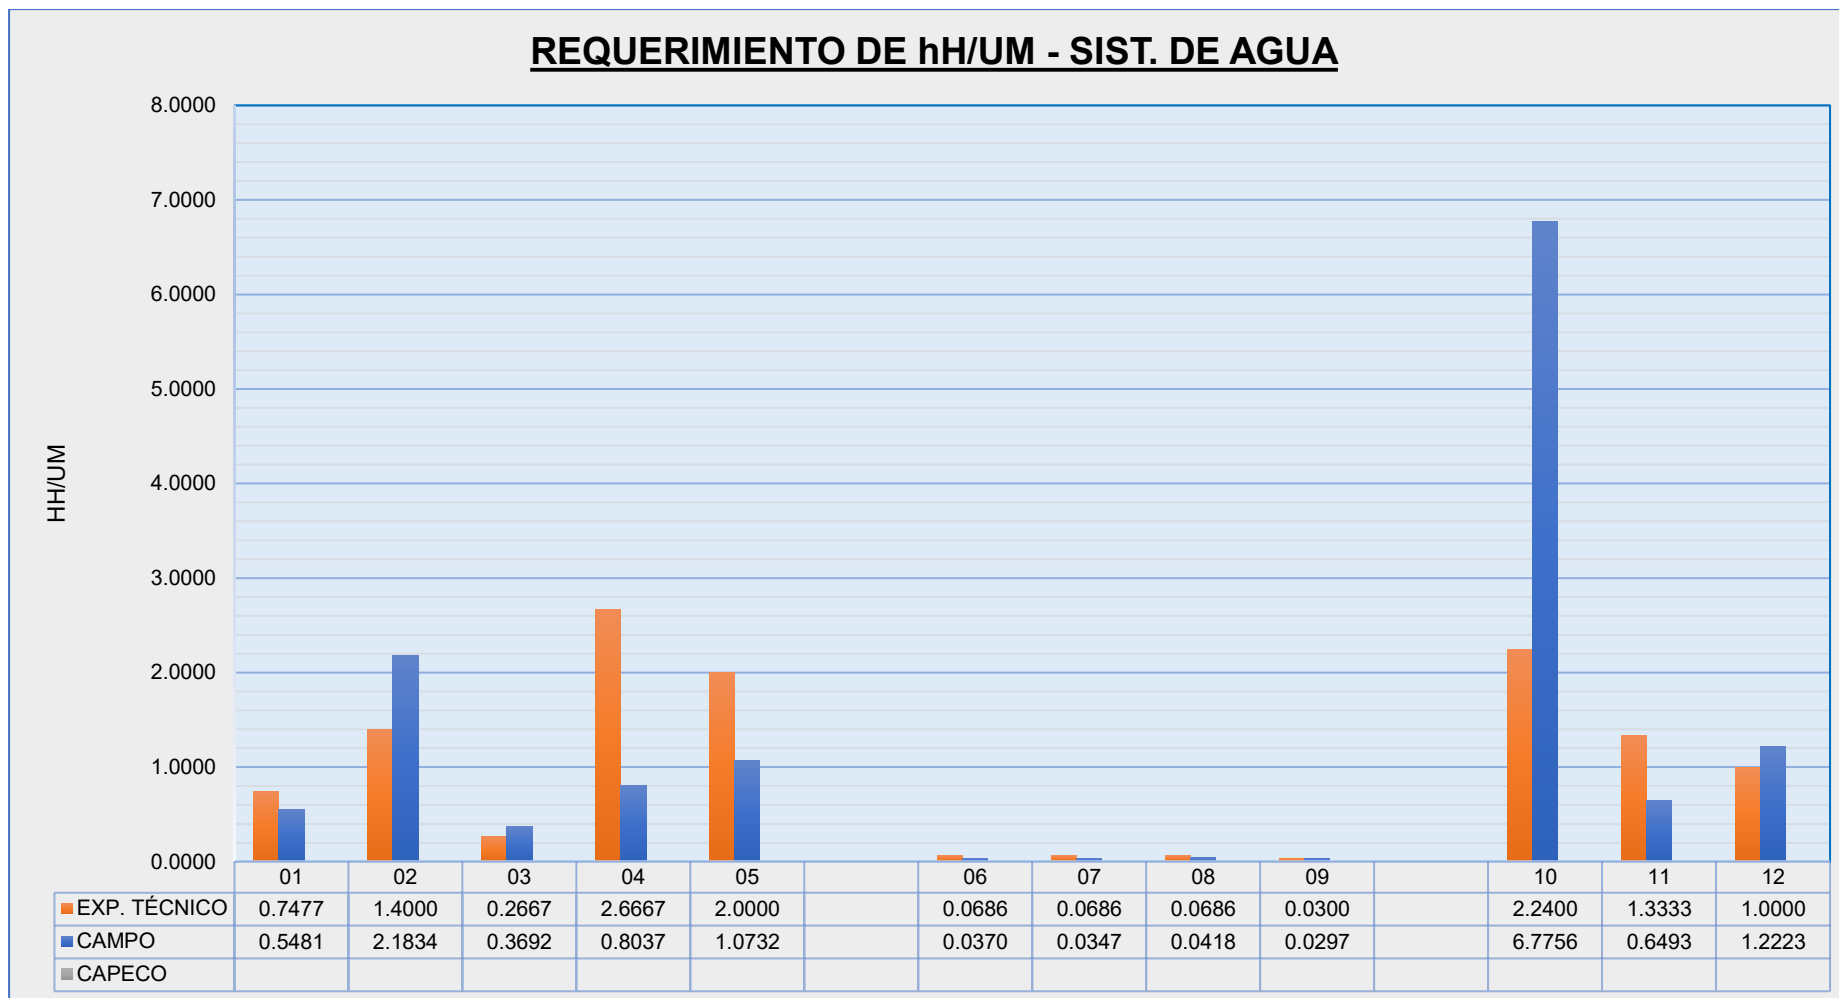 REQUERIMIENTO DE hH/UM - SIST. DE AGUA
8.0000
7.0000
6.0000
5.0000
4.0000
3.0000
2.0000
1.0000
0.0000
HH/UM
01 02 03 04 05 06 07 08 09 10 11 12
EXP. TÉCNICO 0.7477 1.4000 0.2667 2.6667 2.0000 0.0686 0.0686 0.0686 0.0300 2.2400 1.3333 1.0000
CAMPO 0.5481 2.1834 0.3692 0.8037 1.0732 0.0370 0.0347 0.0418 0.0297 6.7756 0.6493 1.2223
CAPECO